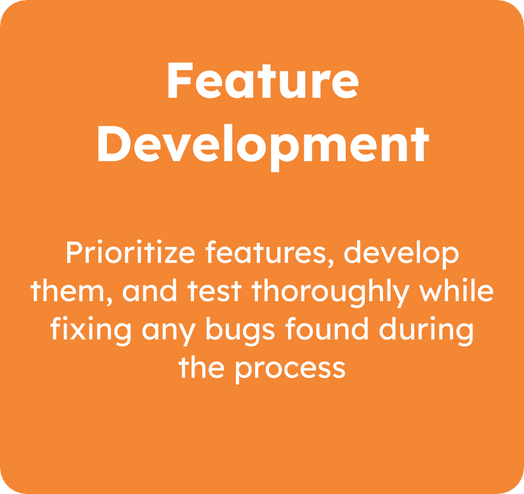 Feature
Development
Prioritize features, develop
them, and test thoroughly while
fixing any bugs found during
the process